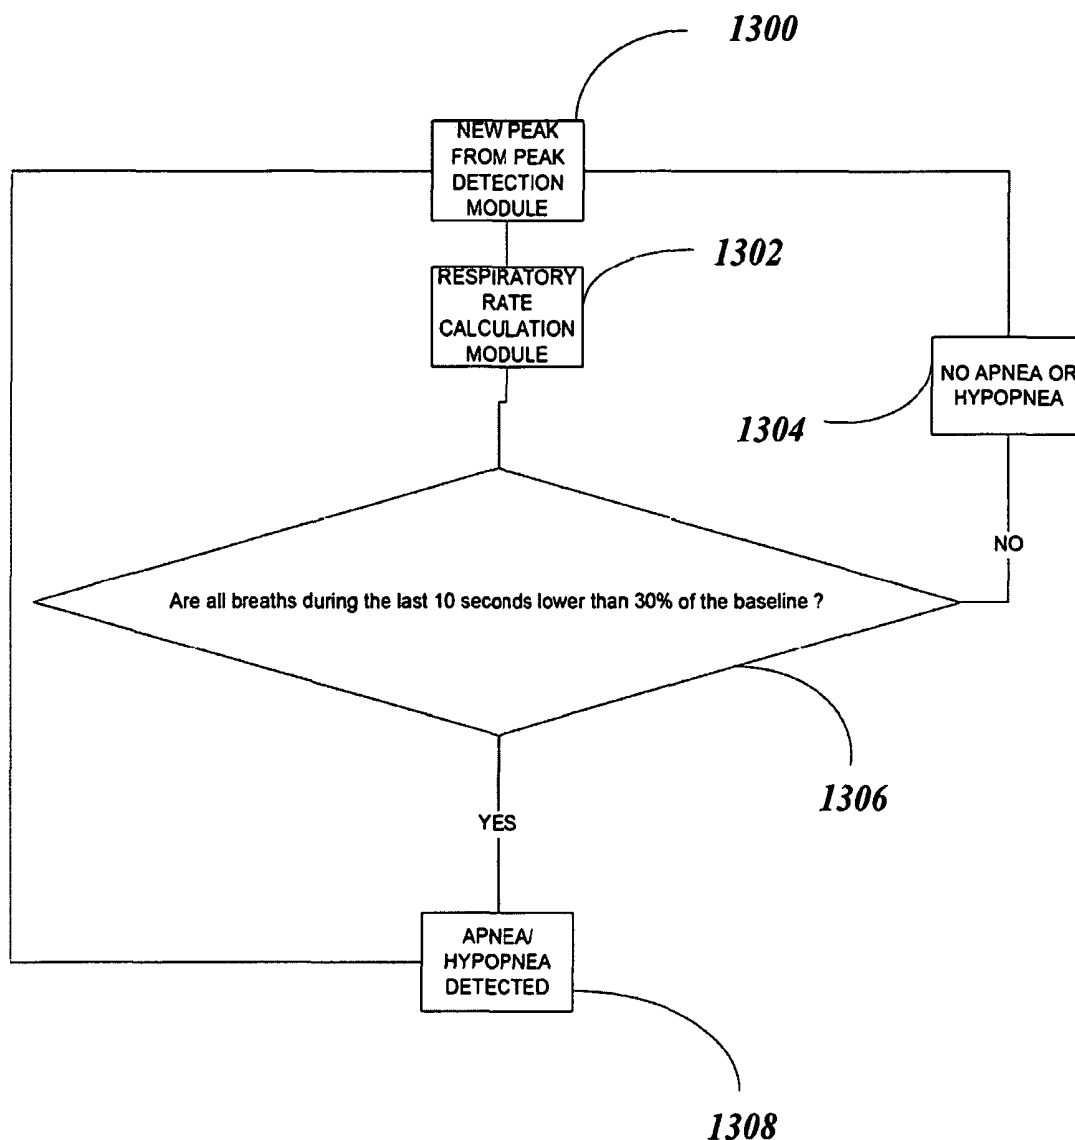 1300
NEW PEAK
FROM PEAK
DETECTION
MODULE
1302
RESPIRATORY
RATE
CALCULATION
MODULE
NO APNEA OR
HYPOPNEA
1304
NO
Are all breaths during the last 10 seconds lower than 30% of the baseline ?
1306
YES
APNEA/
HYPOPNEA
DETECTED
1308